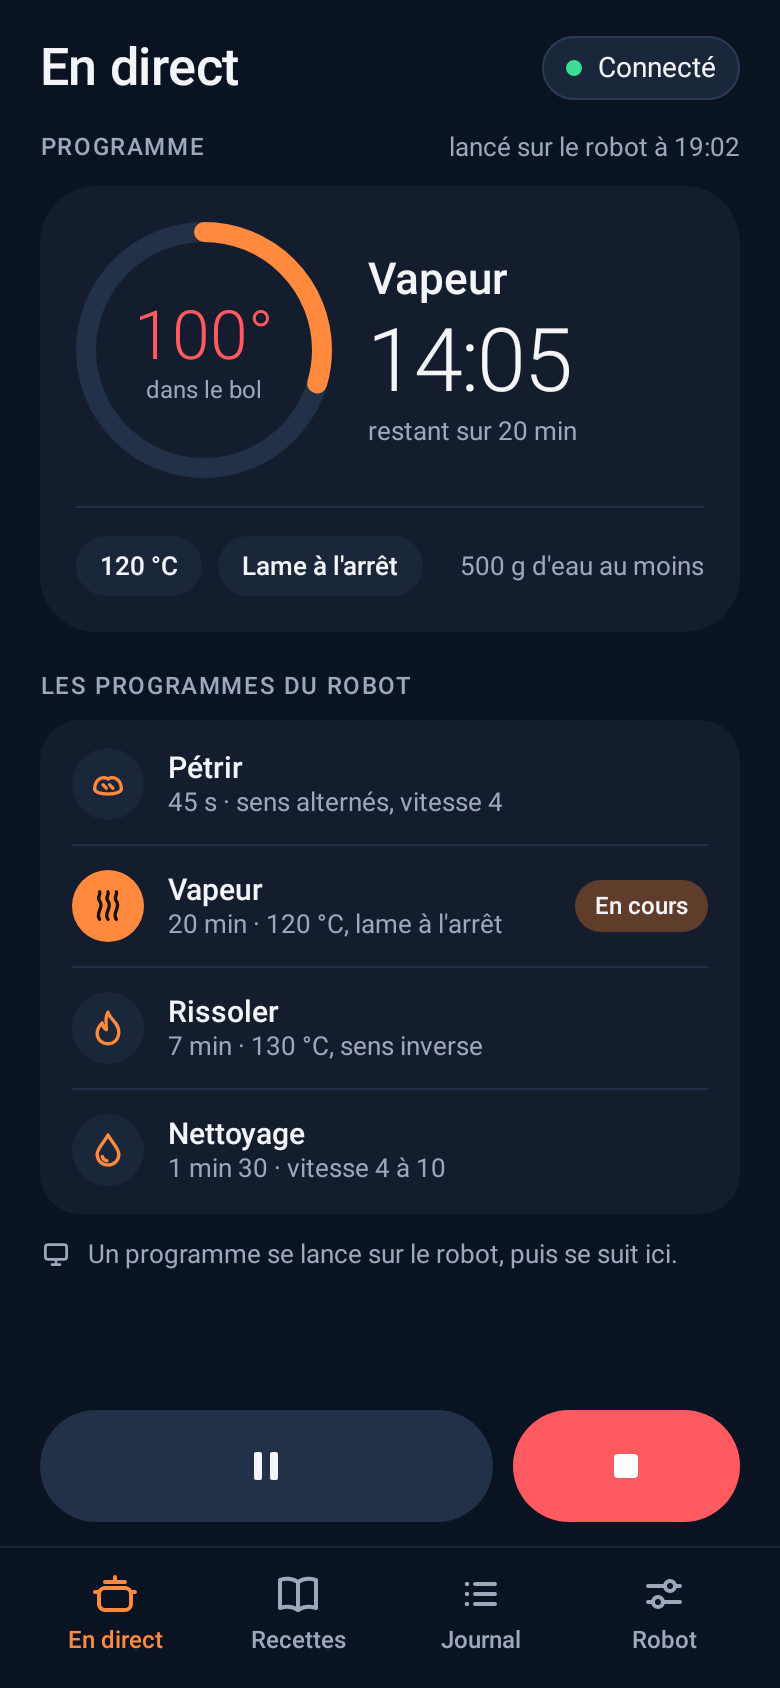 En direct
Connecté
PROGRAMME
lancé sur le robot à 19:02
100°
dans le bol
Vapeur
14:05
restant sur 20 min
120 °C
Lame à l'arrêt
500 g d'eau au moins
LES PROGRAMMES DU ROBOT
Pétrir
45 s · sens alternés, vitesse 4
Vapeur
20 min · 120 °C, lame à l'arrêt
En cours
Rissoler
7 min · 130 °C, sens inverse
Nettoyage
1 min 30 · vitesse 4 à 10
Un programme se lance sur le robot, puis se suit ici.
En direct
Recettes
Journal
Robot